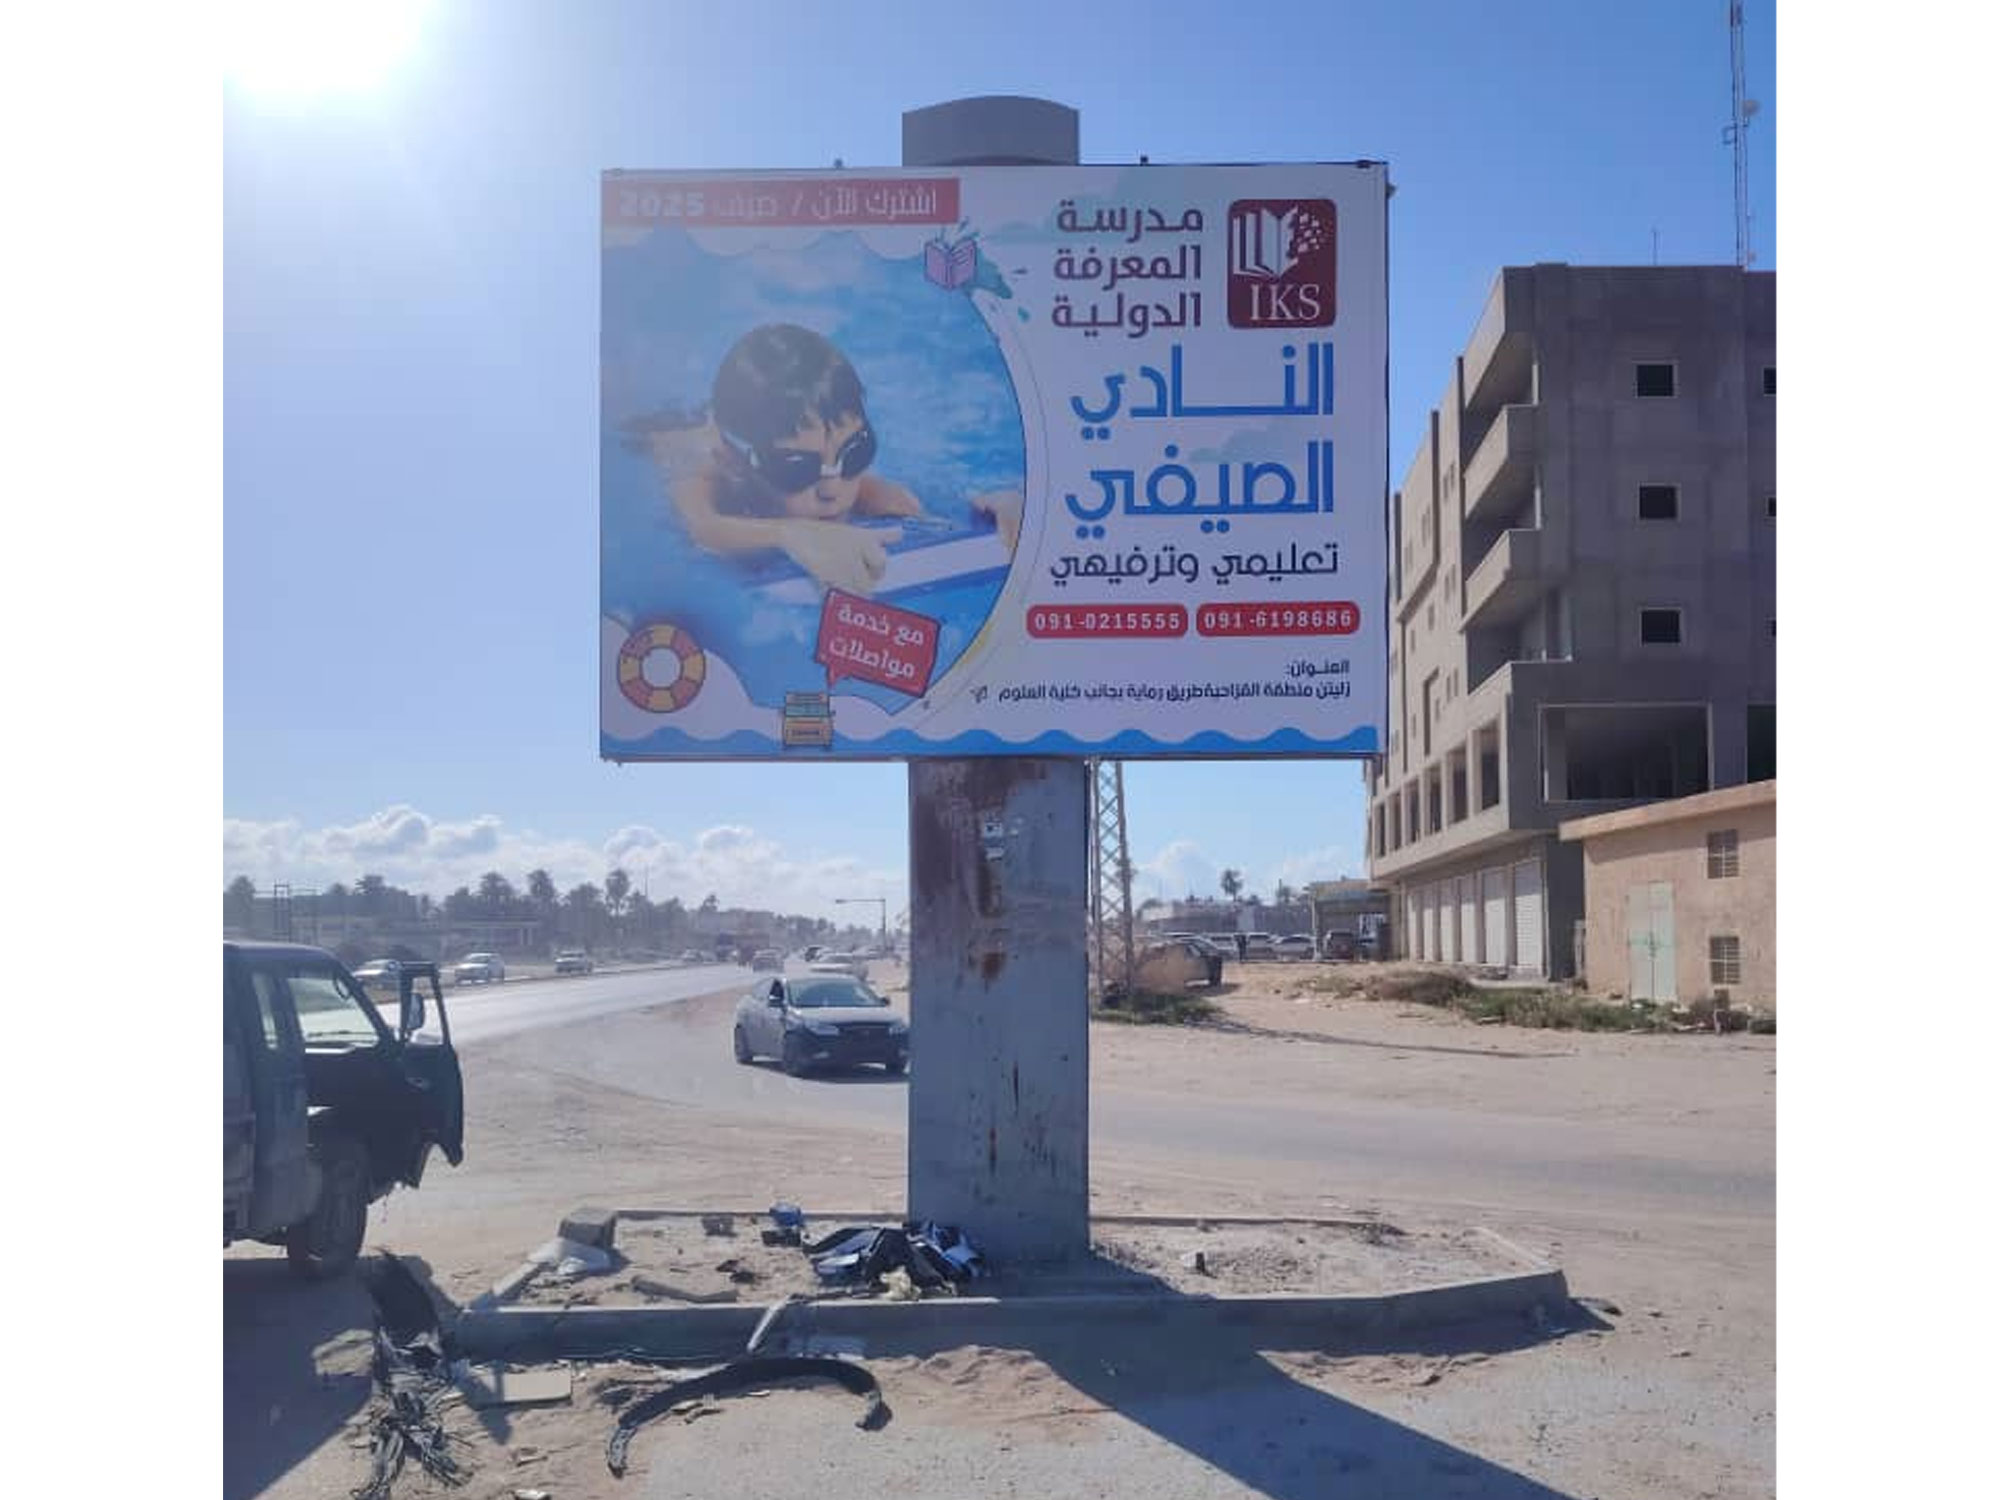 اشترك الآن / صيف 2025
مدرسة
المعرفة
الدولية
IKS
النادي
الصيفي
تعليمي وترفيهي
091-0215555
091-6198686
مع خدمة
مواصلات
العنوان:
زليتن منطقة القزاحية طريق رماية بجانب كلية العلوم